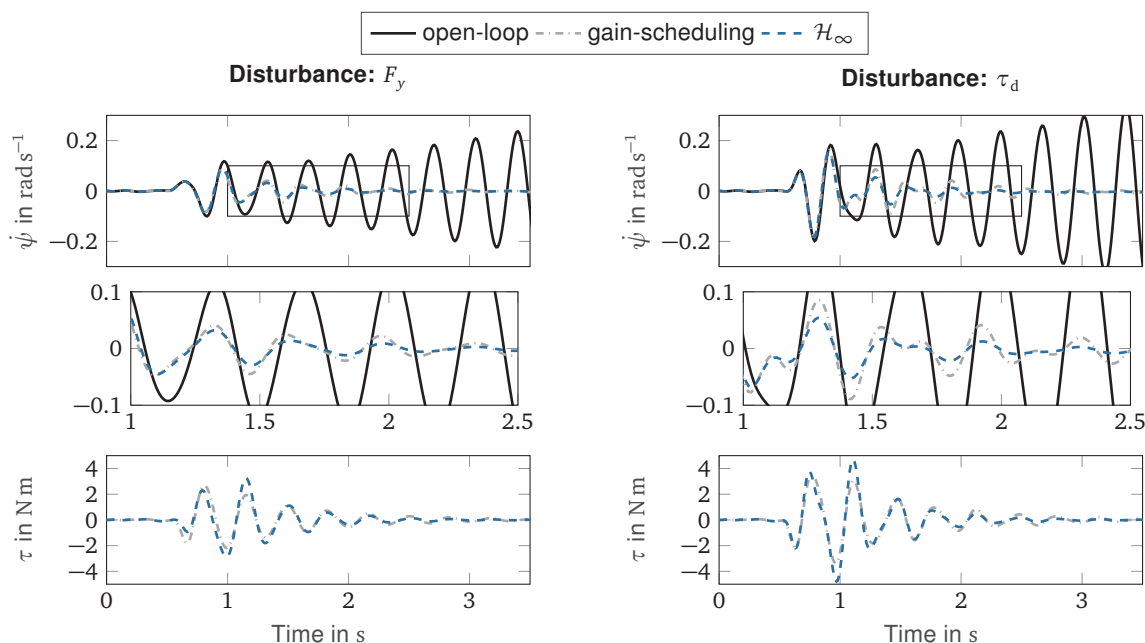 open-loop gain-scheduling ℋ∞
Disturbance: F_y
Disturbance: τ_d
ψ̇ in rad s⁻¹
0.2
0
−0.2
ψ̇ in rad s⁻¹
0.2
0
−0.2
0.1
0
−0.1
1 1.5 2 2.5
0.1
0
−0.1
1 1.5 2 2.5
τ in N m
4
2
0
−2
−4
0 1 2 3
Time in s
τ in N m
4
2
0
−2
−4
0 1 2 3
Time in s